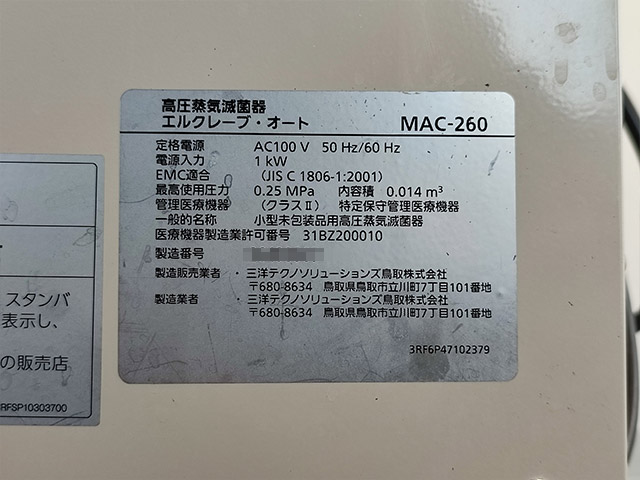 高圧蒸気滅菌器
エルクレーブ・オート MAC-260
定格電源 AC100 V 50 Hz/60 Hz
電源入力 1 kW
EMC適合 (JIS C 1806-1:2001)
最高使用圧力 0.25 MPa 内容積 0.014 m³
管理医療機器 (クラスⅡ) 特定保守管理医療機器
一般的名称 小型未包装品用高圧蒸気滅菌器
医療機器製造業許可番号 31BZ200010
製造番号
製造販売業者・三洋テクノソリューションズ鳥取株式会社
〒680-8634 鳥取県鳥取市立川町7丁目101番地
製造業者・三洋テクノソリューションズ鳥取株式会社
〒680-8634 鳥取県鳥取市立川町7丁目101番地
3RF6P47102379
スタンバ
表示し、
の販売店
RFSP10303700